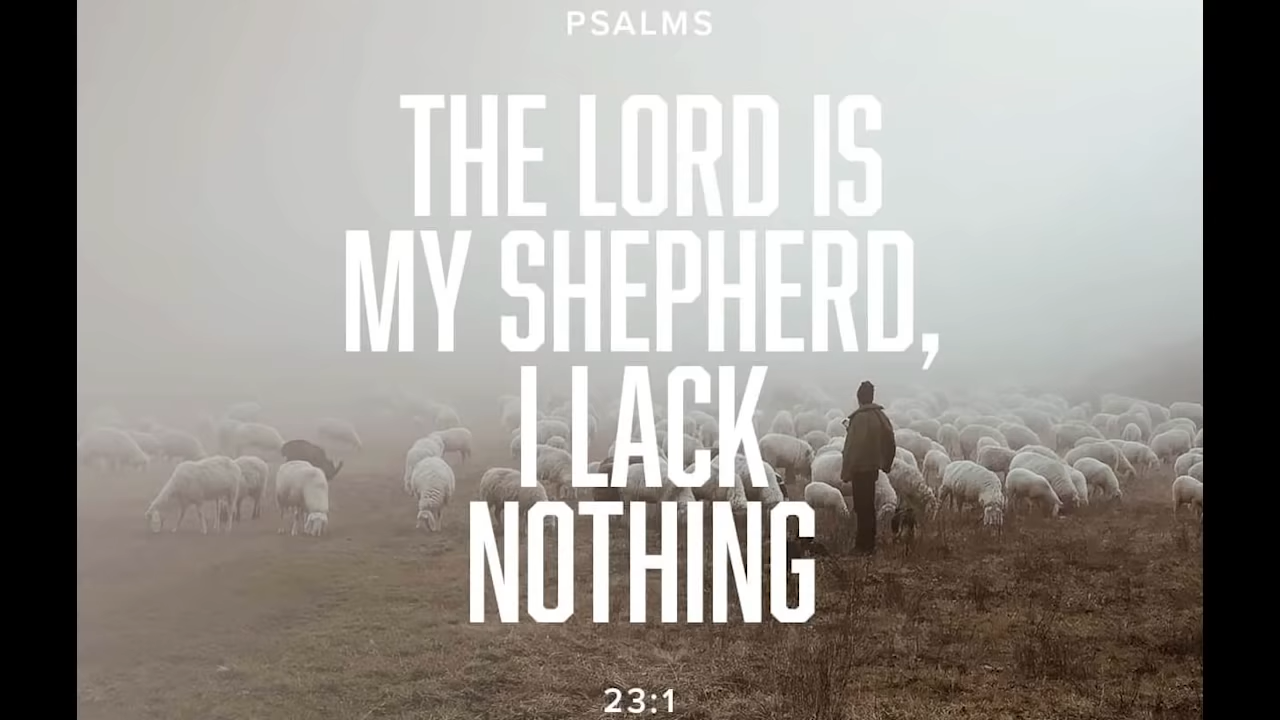 PSALMS
THE LORD IS
MY SHEPHERD,
I LACK
NOTHING
23:1